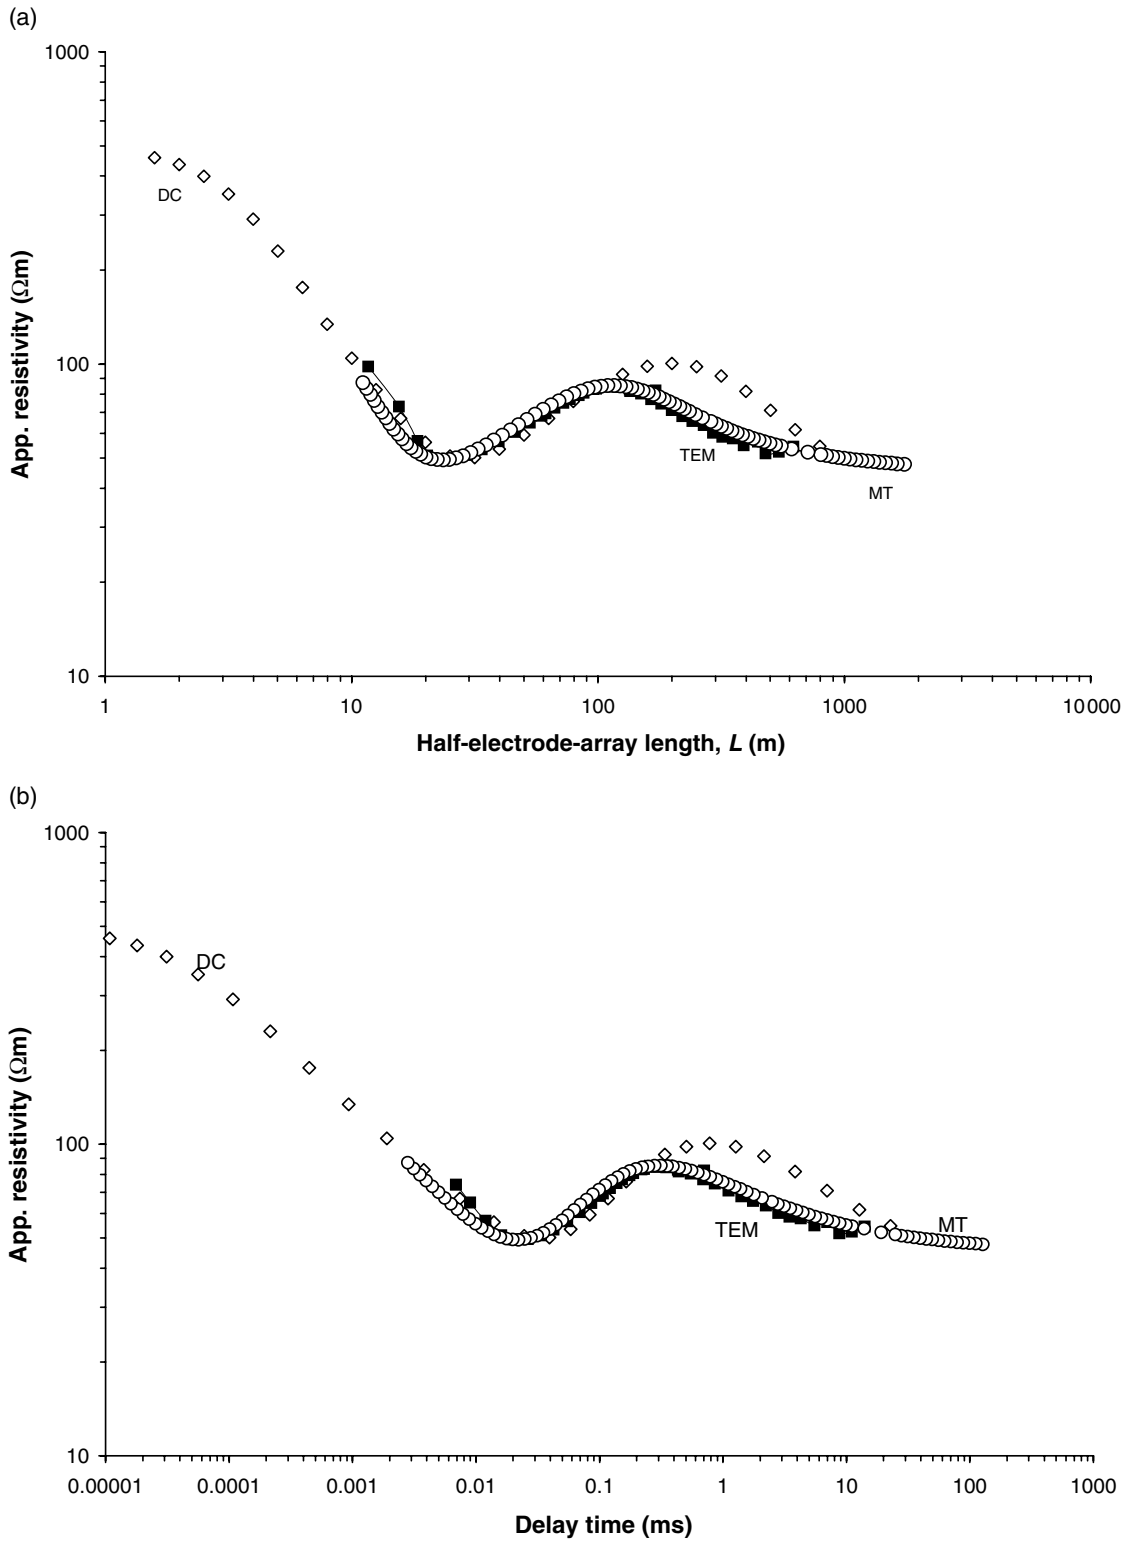 (a)
1000
DC
100
App. resistivity (Ωm)
TEM
MT
10
1 10 100 1000 10000
Half-electrode-array length, L (m)
(b)
1000
DC
100
App. resistivity (Ωm)
TEM
MT
10
0.00001 0.0001 0.001 0.01 0.1 1 10 100 1000
Delay time (ms)